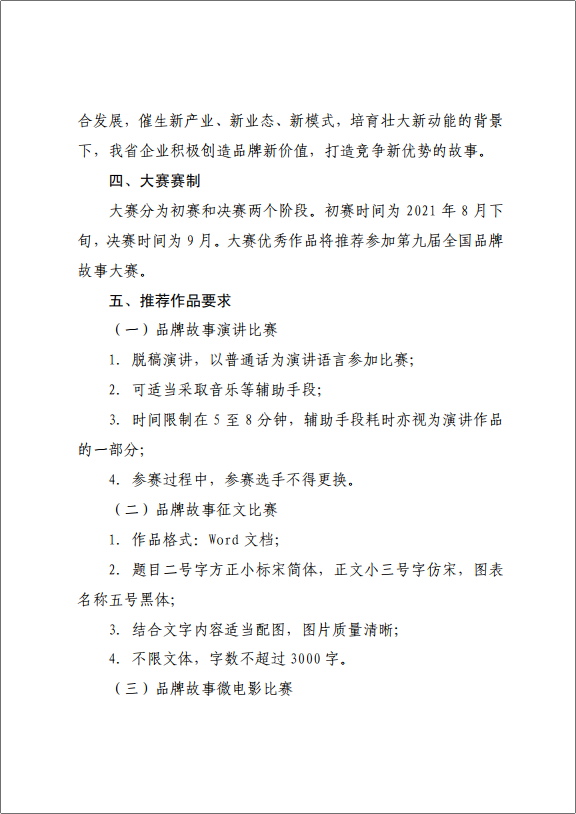 合发展，催生新产业、新业态、新模式，培育壮大新动能的背景
下，我省企业积极创造品牌新价值，打造竞争新优势的故事。
四、大赛赛制
大赛分为初赛和决赛两个阶段。初赛时间为 2021 年 8 月下
旬，决赛时间为 9 月。大赛优秀作品将推荐参加第九届全国品牌
故事大赛。
五、推荐作品要求
（一）品牌故事演讲比赛
1. 脱稿演讲，以普通话为演讲语言参加比赛；
2. 可适当采取音乐等辅助手段；
3. 时间限制在 5 至 8 分钟，辅助手段耗时亦视为演讲作品
的一部分；
4. 参赛过程中，参赛选手不得更换。
（二）品牌故事征文比赛
1. 作品格式：Word 文档；
2. 题目二号字方正小标宋简体，正文小三号字仿宋，图表
名称五号黑体；
3. 结合文字内容适当配图，图片质量清晰；
4. 不限文体，字数不超过 3000 字。
（三）品牌故事微电影比赛